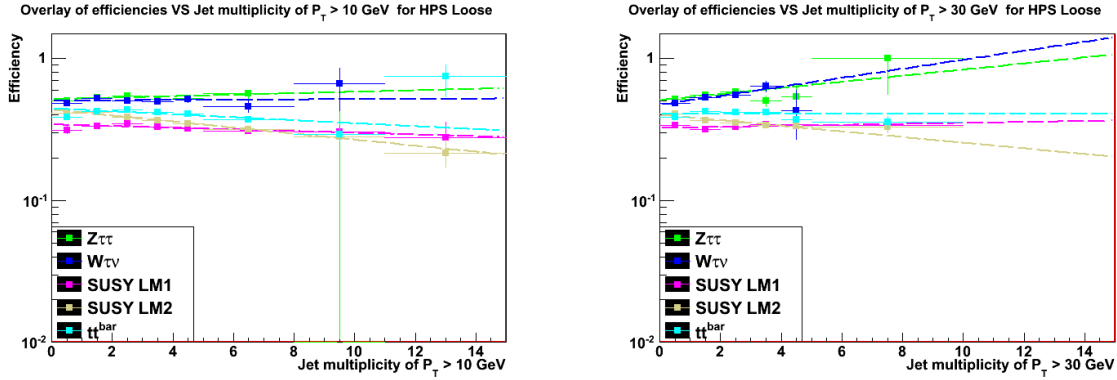 Overlay of efficiencies VS Jet multiplicity of P_T > 10 GeV for HPS Loose
Efficiency
1
10^-1
10^-2
Zττ
Wτν
SUSY LM1
SUSY LM2
tt^bar
0 2 4 6 8 10 12 14
Jet multiplicity of P_T > 10 GeV
Overlay of efficiencies VS Jet multiplicity of P_T > 30 GeV for HPS Loose
Efficiency
1
10^-1
10^-2
Zττ
Wτν
SUSY LM1
SUSY LM2
tt^bar
0 2 4 6 8 10 12 14
Jet multiplicity of P_T > 30 GeV